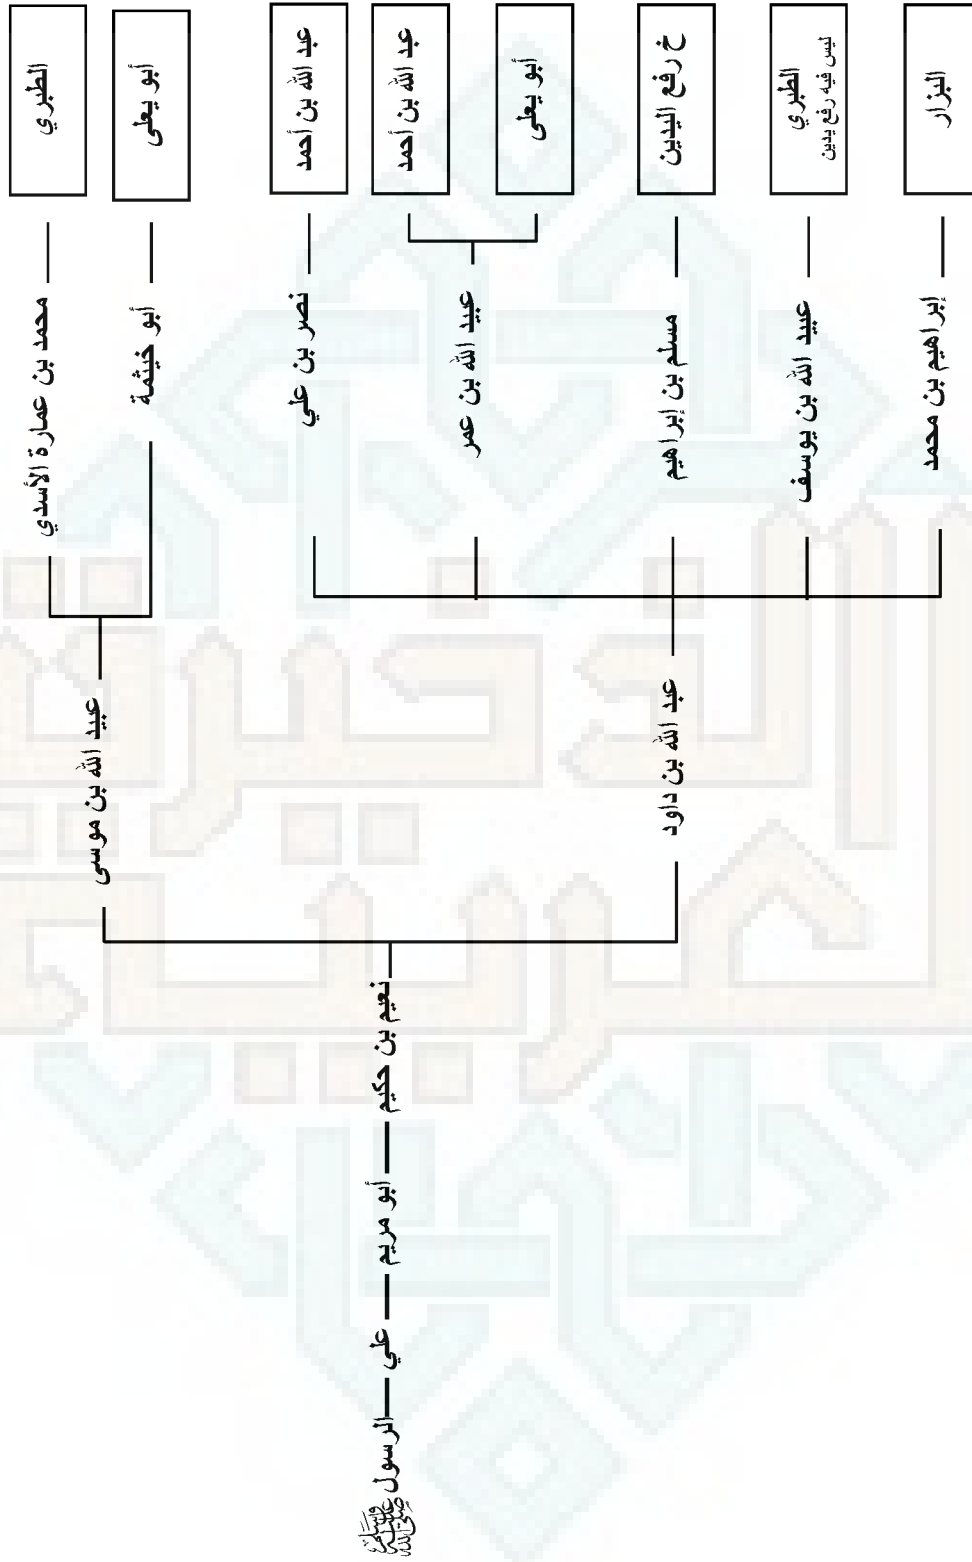 الرسول صلى الله عليه وسلم
علي
أبو مريم
نعيم بن حكيم
عبيد الله بن موسى
محمد بن عمارة الأسدي
الطبري
أبو خيثمة
أبو يعلى
عبد الله بن داود
نصر بن علي
عبد الله بن أحمد
عبيد الله بن عمر
عبد الله بن أحمد
أبو يعلى
مسلم بن إبراهيم
خ رفع اليدين
عبيد الله بن يوسف
الطبري
ليس فيه رفع يدين
إبراهيم بن محمد
البزار